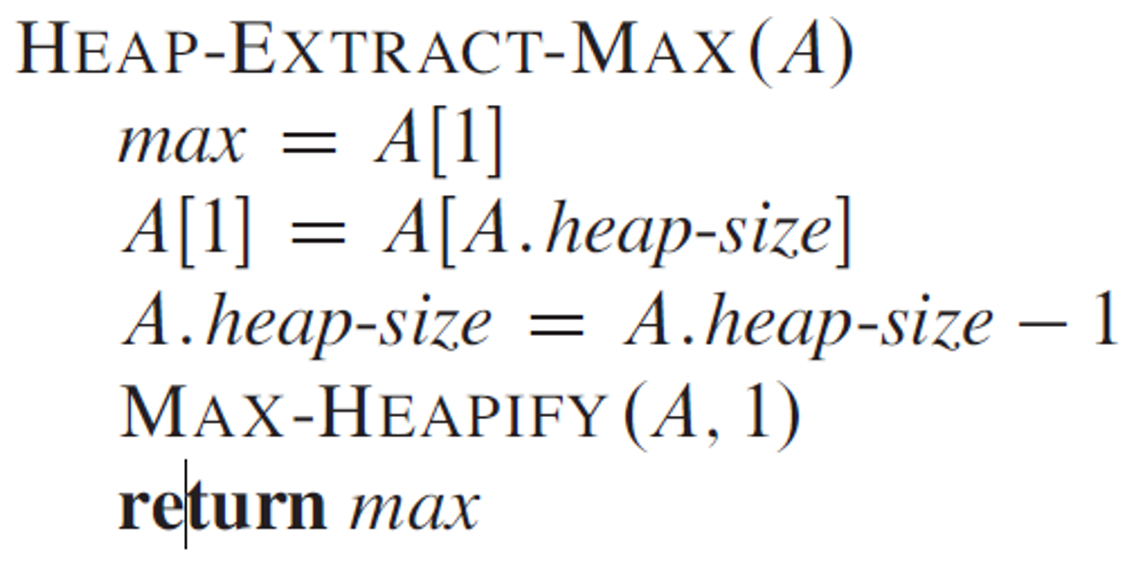 HEAP-EXTRACT-MAX(A)
max = A[1]
A[1] = A[A.heap-size]
A.heap-size = A.heap-size − 1
MAX-HEAPIFY(A, 1)
return max